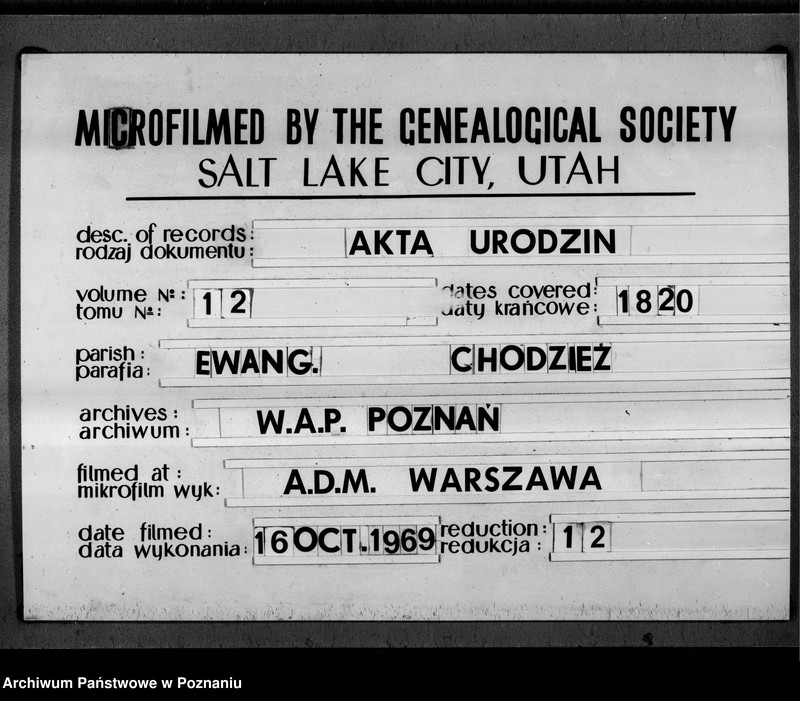 MICROFILMED BY THE GENEALOGICAL SOCIETY
SALT LAKE CITY, UTAH
desc. of records:
rodzaj dokumentu: AKTA URODZIN
volume №: dates covered:
tomu №: 12 daty krańcowe: 1820
parish:
parafia: EWANG. CHODZIEŻ
archives:
archiwum: W.A.P. POZNAŃ
filmed at:
mikrofilm wyk: A.D.M. WARSZAWA
date filmed: reduction:
data wykonania: 16 OCT. 1969 redukcja: 12
Archiwum Państwowe w Poznaniu